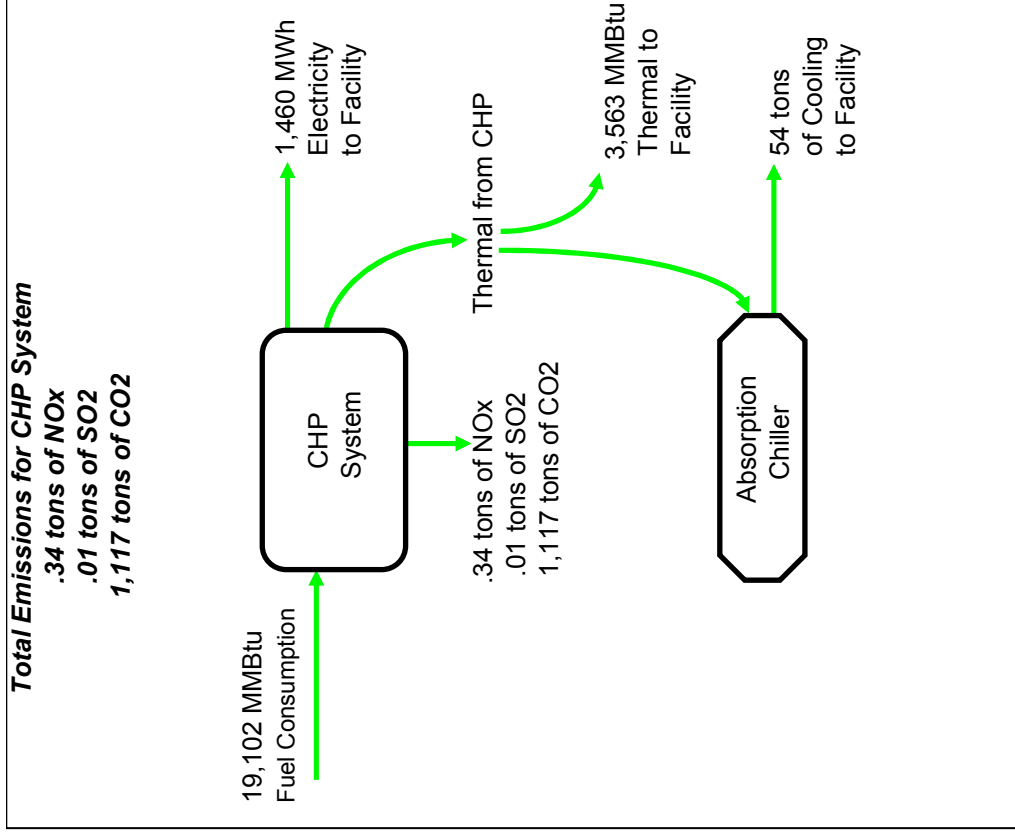 Total Emissions for CHP System
.34 tons of NOx
.01 tons of SO2
1,117 tons of CO2
19,102 MMBtu
Fuel Consumption
CHP
System
1,460 MWh
Electricity
to Facility
.34 tons of NOx
.01 tons of SO2
1,117 tons of CO2
Thermal from CHP
3,563 MMBtu
Thermal to
Facility
Absorption
Chiller
54 tons
of Cooling
to Facility